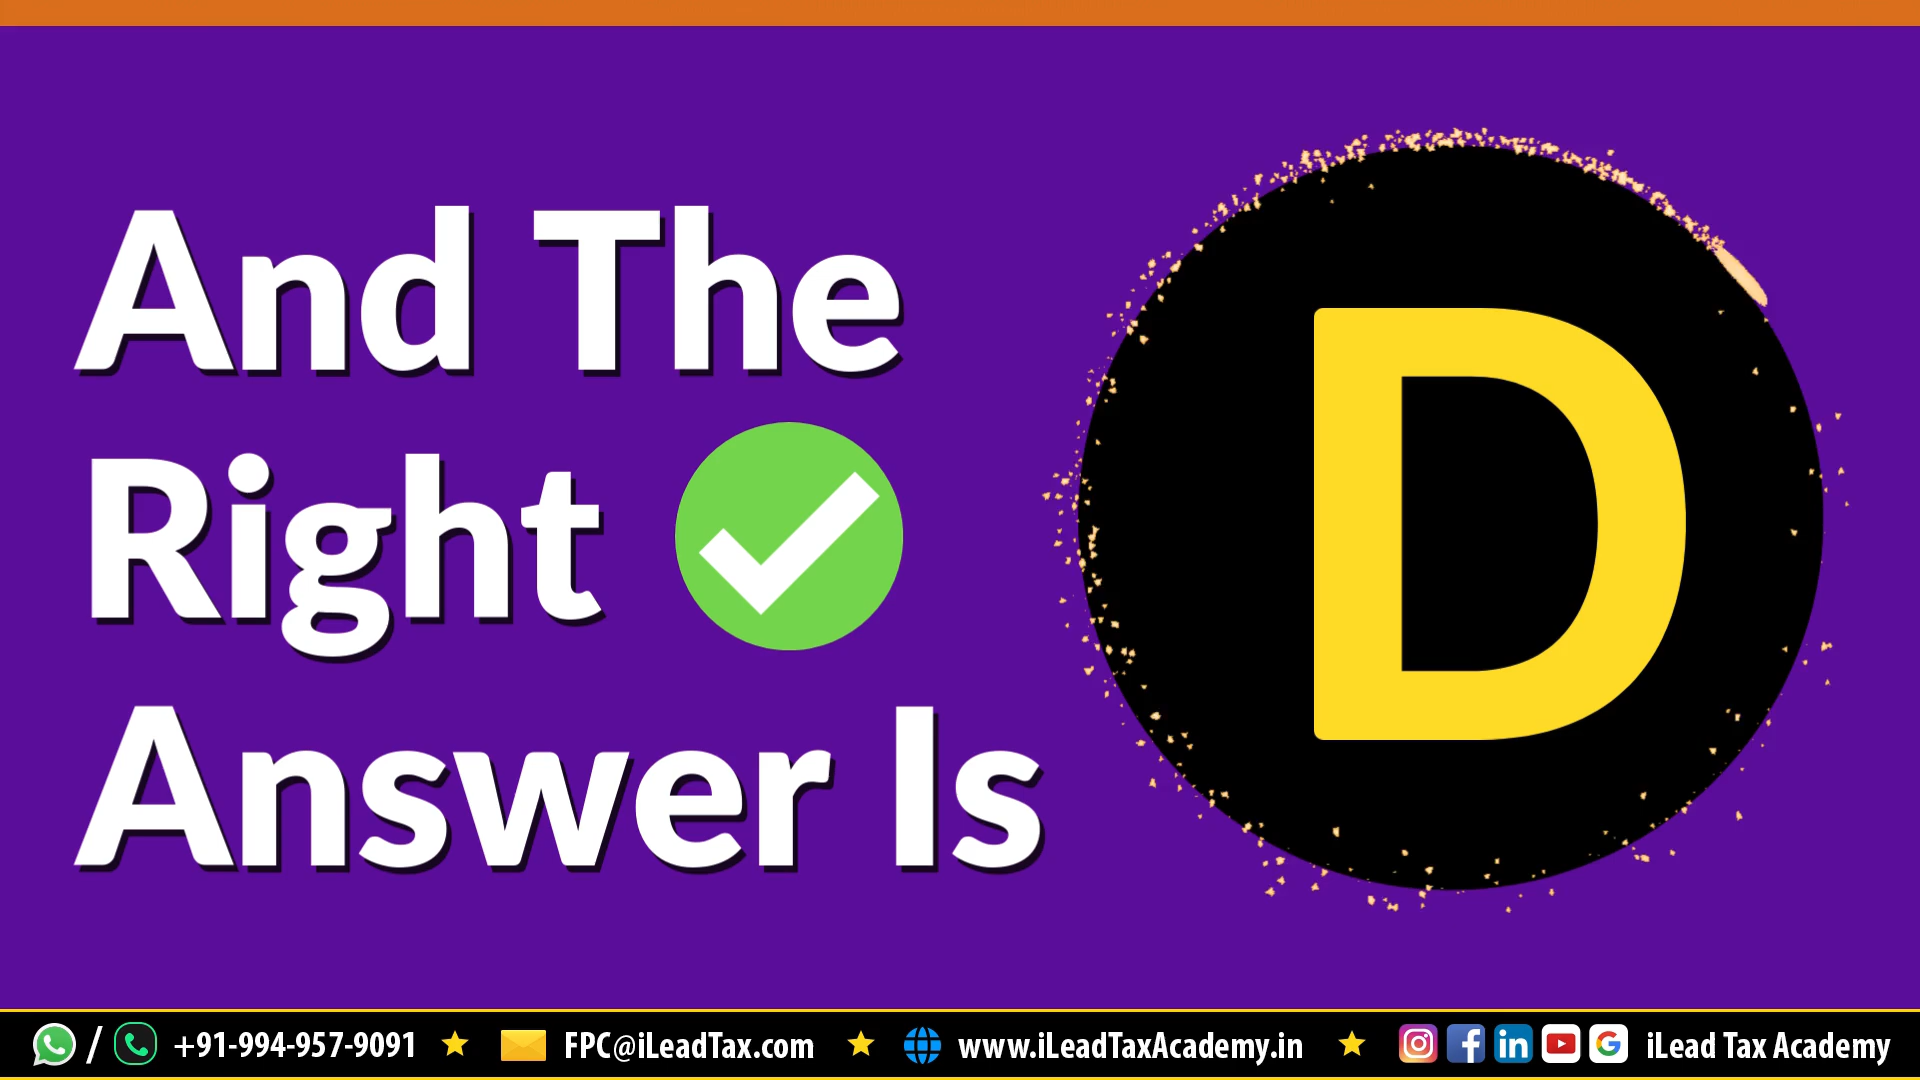 And The
Right
Answer Is
D
/ +91-994-957-9091 FPC@iLeadTax.com www.iLeadTaxAcademy.in iLead Tax Academy